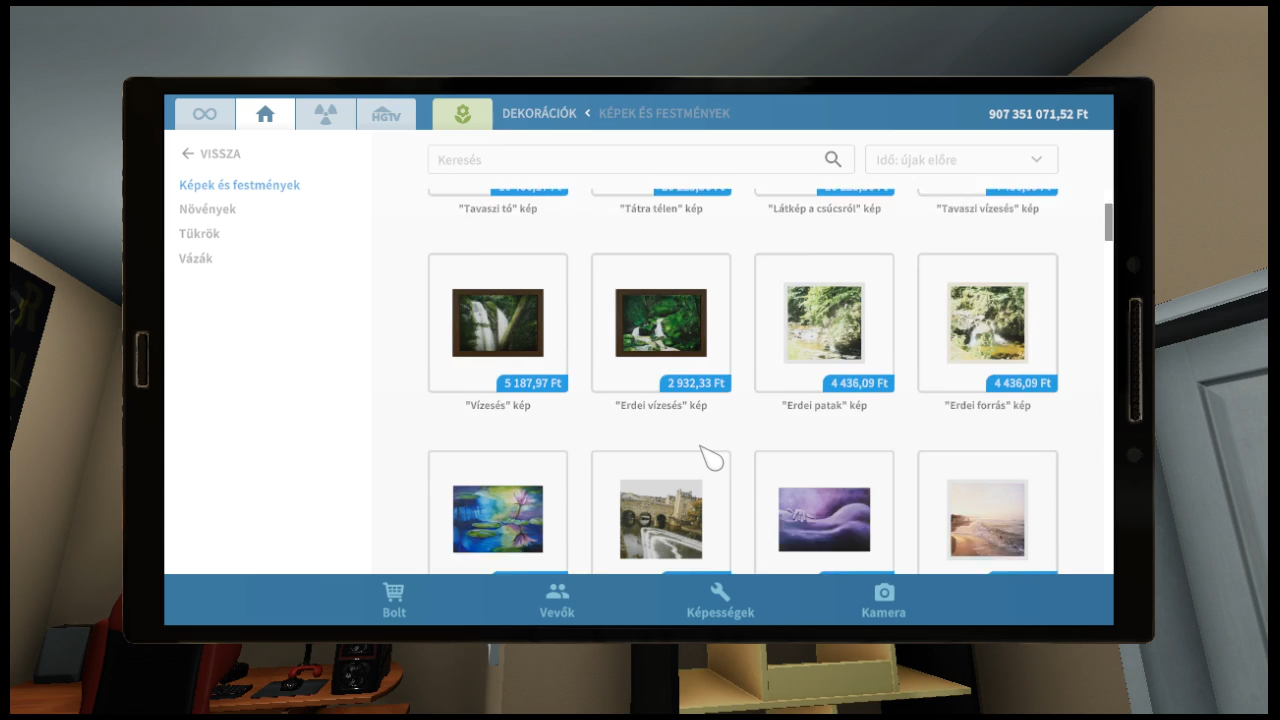 HGTV
DEKORÁCIÓK
KÉPEK ÉS FESTMÉNYEK
907 351 071,52 Ft
VISSZA
Képek és festmények
Növények
Tükrök
Vázák
Keresés
Idő: újak előre
"Tavaszi tó" kép
"Tátra télen" kép
"Látkép a csúcsról" kép
"Tavaszi vízesés" kép
5 187,97 Ft
2 932,33 Ft
4 436,09 Ft
4 436,09 Ft
"Vízesés" kép
"Erdei vízesés" kép
"Erdei patak" kép
"Erdei forrás" kép
Bolt
Vevők
Képességek
Kamera